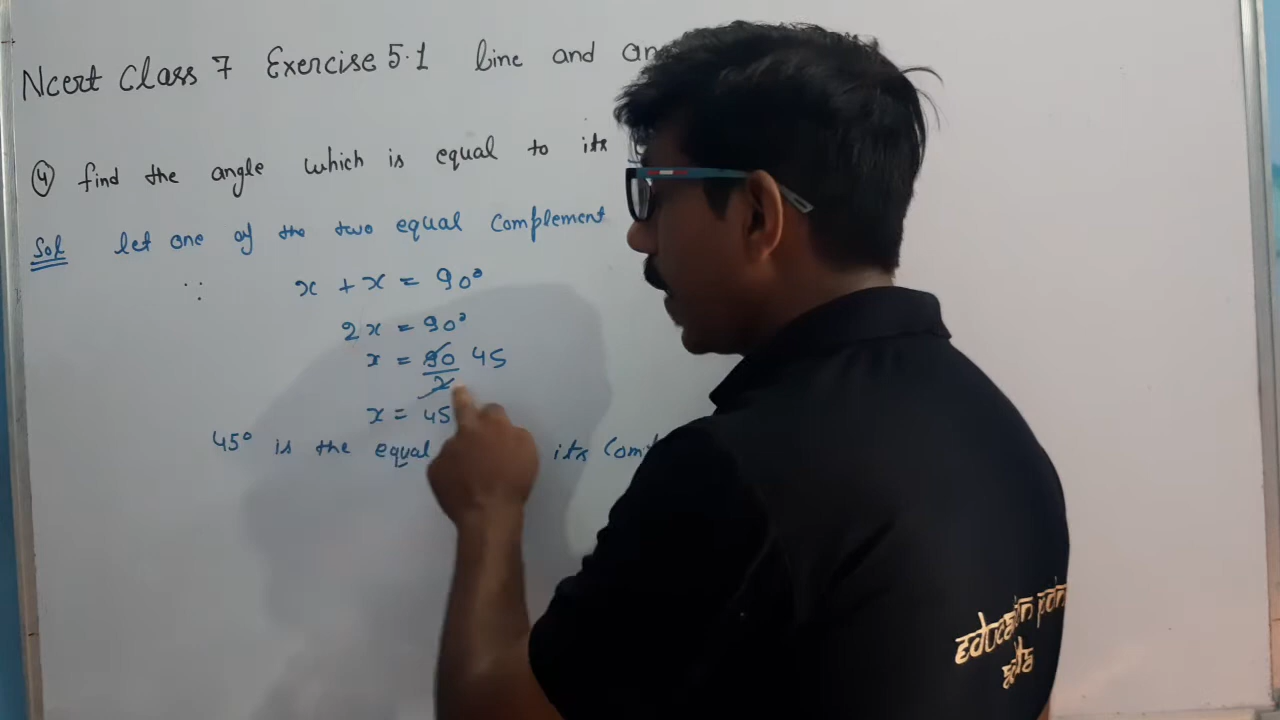 Ncert Class 7 Exercise 5.1 line and an
④ find the angle which is equal to its
Sol let one of the two equal complement
∵ x + x = 90°
2x = 90°
x = 90/2 45
x = 45
45° is the equal its Com
education poin